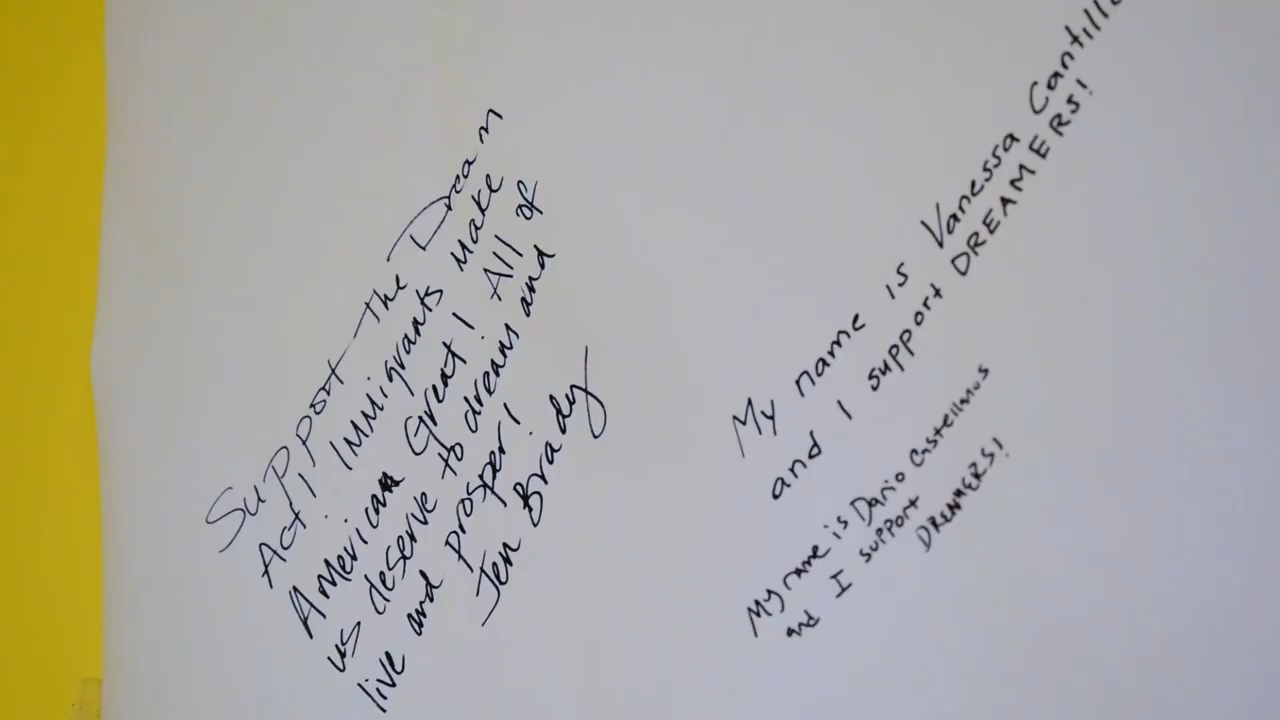 Support the Dream
Act! Immigrants Make
American Great! All of
us deserve to dream and
live and prosper!
Jen Brady
My name is Vanessa
and I support DREAMERS!
My name is Dario Castellanos
and I support
DREAMERS!